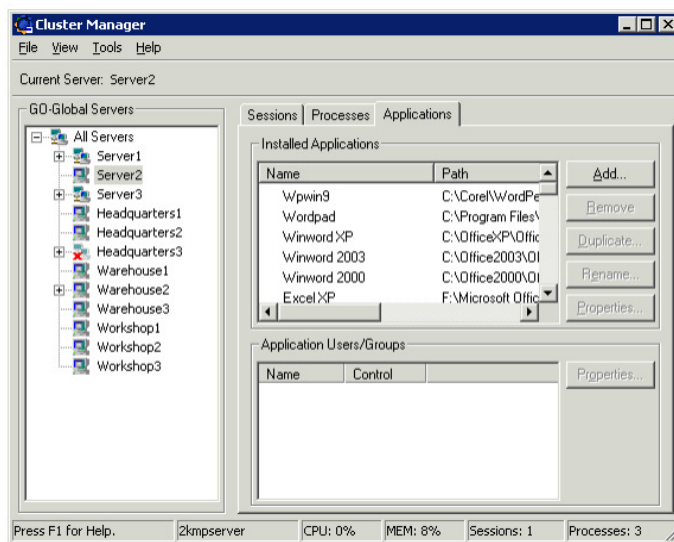 Cluster Manager
File View Tools Help
Current Server: Server2
GO-Global Servers
All Servers
Server1
Server2
Server3
Headquarters1
Headquarters2
Headquarters3
Warehouse1
Warehouse2
Warehouse3
Workshop1
Workshop2
Workshop3
Sessions Processes Applications
Installed Applications
Name Path
Wpwin9 C:\Corel\WordPe
Wordpad C:\Program Files\
Winword XP C:\OfficeXP\Offic
Winword 2003 C:\Office2003\Of
Winword 2000 C:\Office2000\Of
Excel XP F:\Microsoft Offic
Add...
Remove
Duplicate...
Rename...
Properties...
Application Users/Groups
Name Control
Properties...
Press F1 for Help. 2kmpserver CPU: 0% MEM: 8% Sessions: 1 Processes: 3